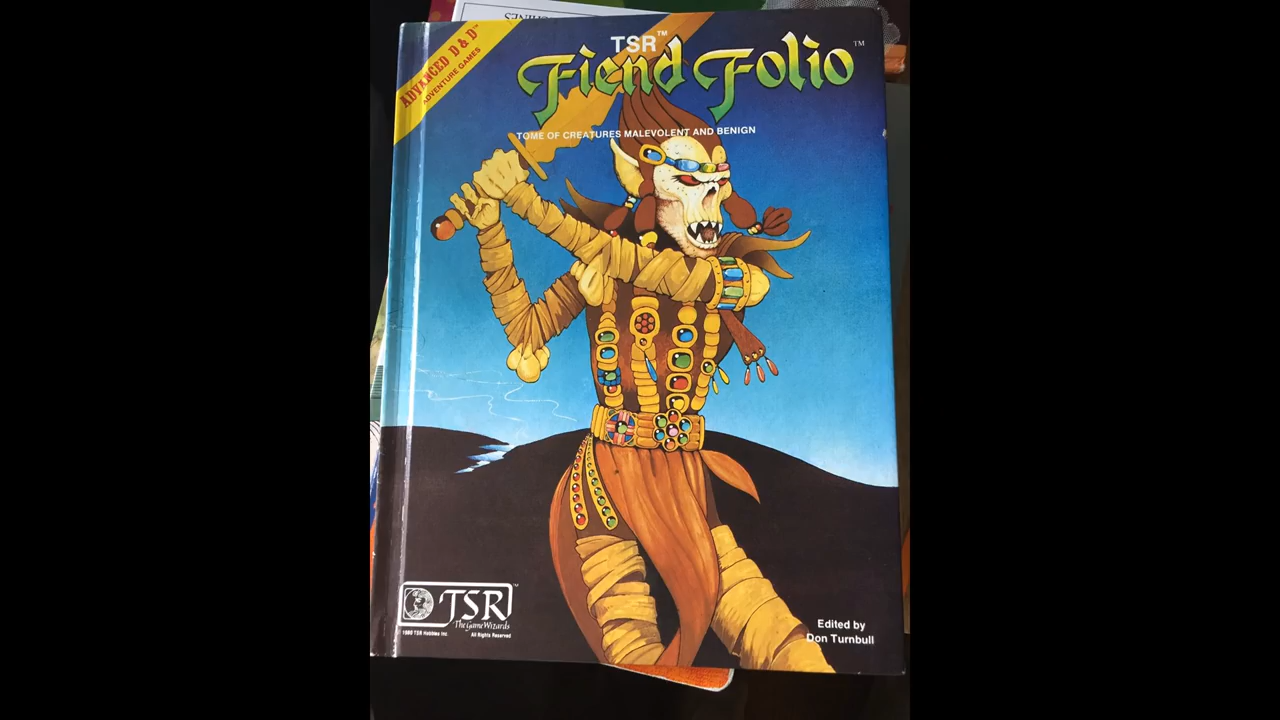 ADVANCED D & D™
ADVENTURE GAMES
TSR™
Fiend Folio™
TOME OF CREATURES MALEVOLENT AND BENIGN
TSR™
The Game Wizards
©1980 TSR Hobbies Inc.
All Rights Reserved
Edited by
Don Turnbull